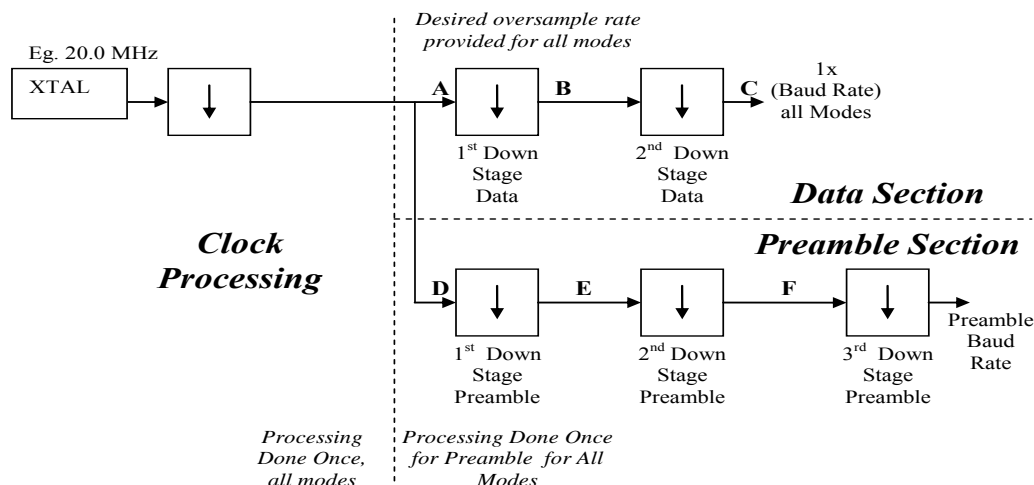 Desired oversample rate
provided for all modes
Eg. 20.0 MHz
XTAL
A
B
C
1x
(Baud Rate)
all Modes
1st Down
Stage
Data
2nd Down
Stage
Data
Data Section
Clock
Processing
Preamble Section
D
E
F
Preamble
Baud
Rate
1st Down
Stage
Preamble
2nd Down
Stage
Preamble
3rd Down
Stage
Preamble
Processing
Done Once,
all modes
Processing Done Once
for Preamble for All
Modes